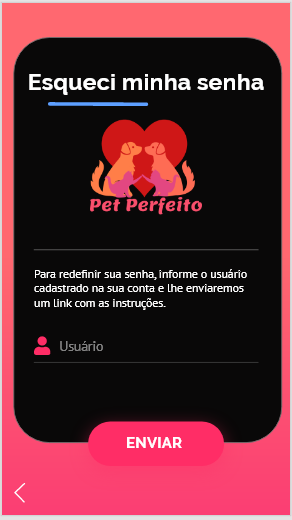 Esqueci minha senha
Pet Perfeito
Para redefinir sua senha, informe o usuário
cadastrado na sua conta e lhe enviaremos
um link com as instruções.
Usuário
ENVIAR